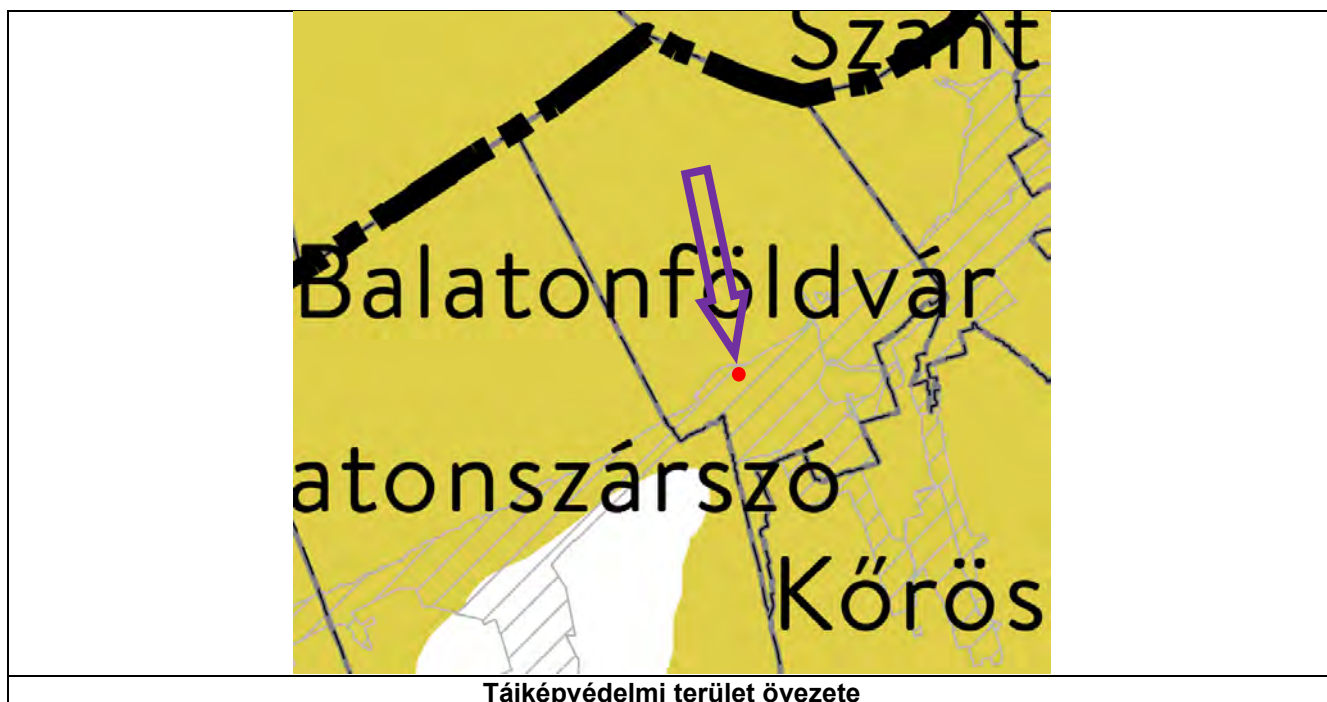 Szánt
Balatonföldvár
atonszárszó
Kőrös
Tájképvédelmi terület övezete